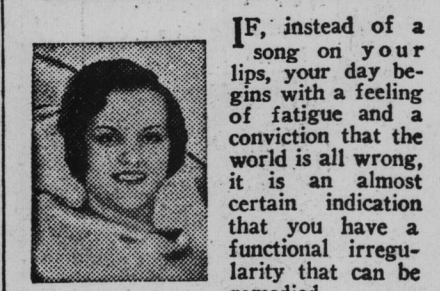 IF, instead of a
song on your
lips, your day be-
gins with a feeling
of fatigue and a
conviction that the
world is all wrong,
it is an almost
certain indication
that you have a
functional irregu-
larity that can be
remedied